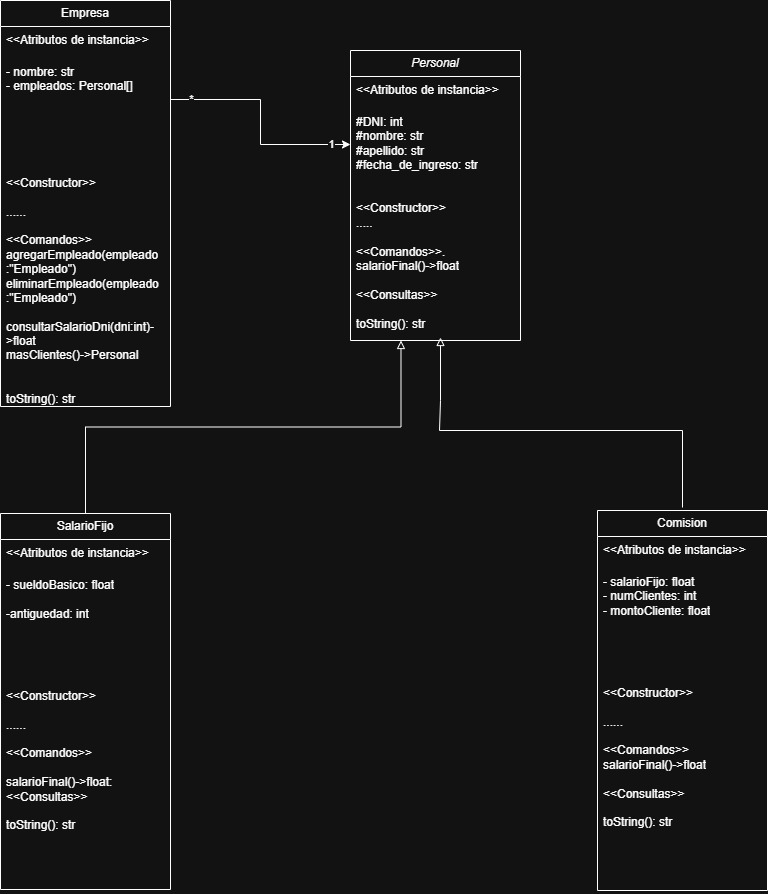 Empresa
<<Atributos de instancia>>
- nombre: str
- empleados: Personal[]
<<Constructor>>
......
<<Comandos>>
agregarEmpleado(empleado
:"Empleado")
eliminarEmpleado(empleado
:"Empleado")
consultarSalarioDni(dni:int)-
>float
masClientes()->Personal
toString(): str
*
1
Personal
<<Atributos de instancia>>
#DNI: int
#nombre: str
#apellido: str
#fecha_de_ingreso: str
<<Constructor>>
.....
<<Comandos>>.
salarioFinal()->float
<<Consultas>>
toString(): str
SalarioFijo
<<Atributos de instancia>>
- sueldoBasico: float
-antiguedad: int
<<Constructor>>
......
<<Comandos>>
salarioFinal()->float:
<<Consultas>>
toString(): str
Comision
<<Atributos de instancia>>
- salarioFijo: float
- numClientes: int
- montoCliente: float
<<Constructor>>
......
<<Comandos>>
salarioFinal()->float
<<Consultas>>
toString(): str